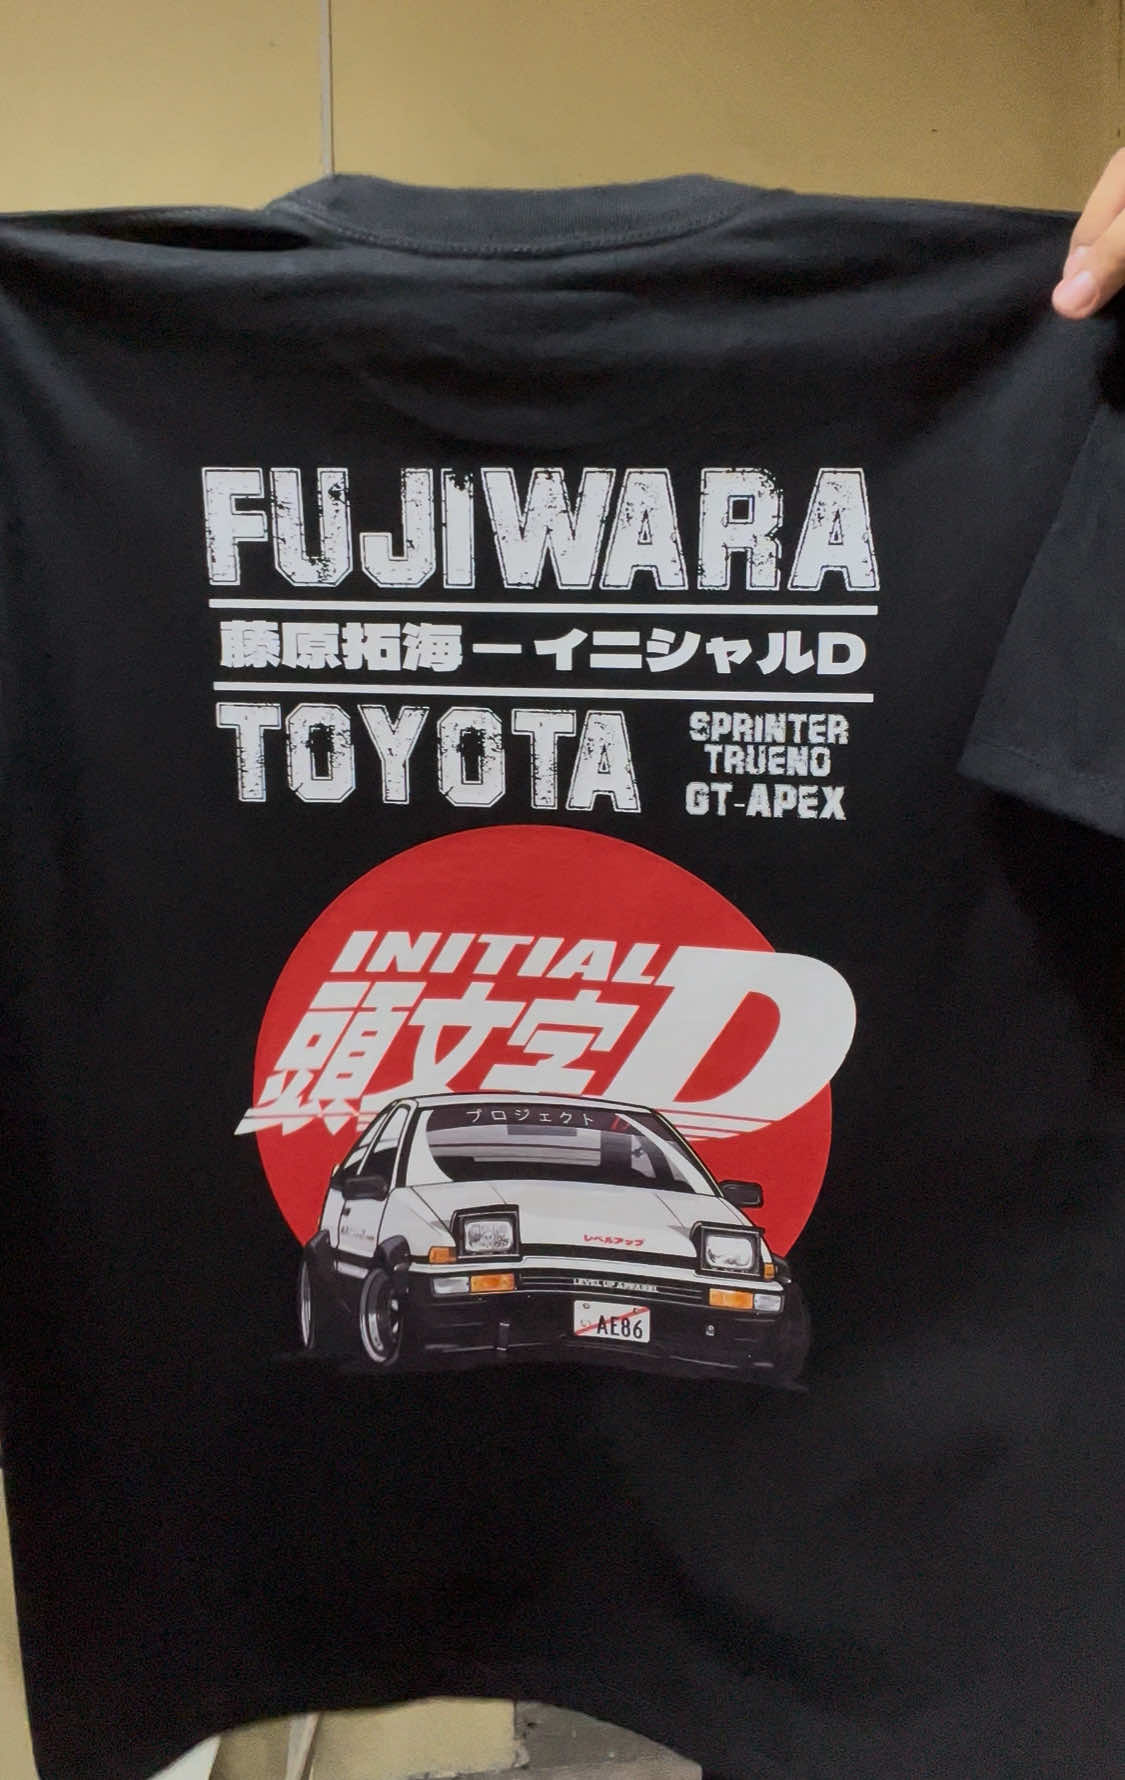 FUJIWARA
藤原拓海ーイニシャルD
TOYOTA
SPRINTER
TRUENO
GT-APEX
INITIAL D
頭文字
プロジェクト D
レベルアップ
LEVEL UP APPAREL
AE86